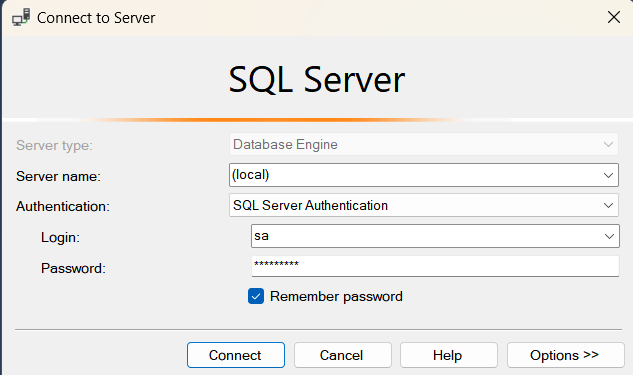 Connect to Server
SQL Server
Server type: Database Engine
Server name: (local)
Authentication: SQL Server Authentication
Login: sa
Password: *********
Remember password
Connect Cancel Help Options >>